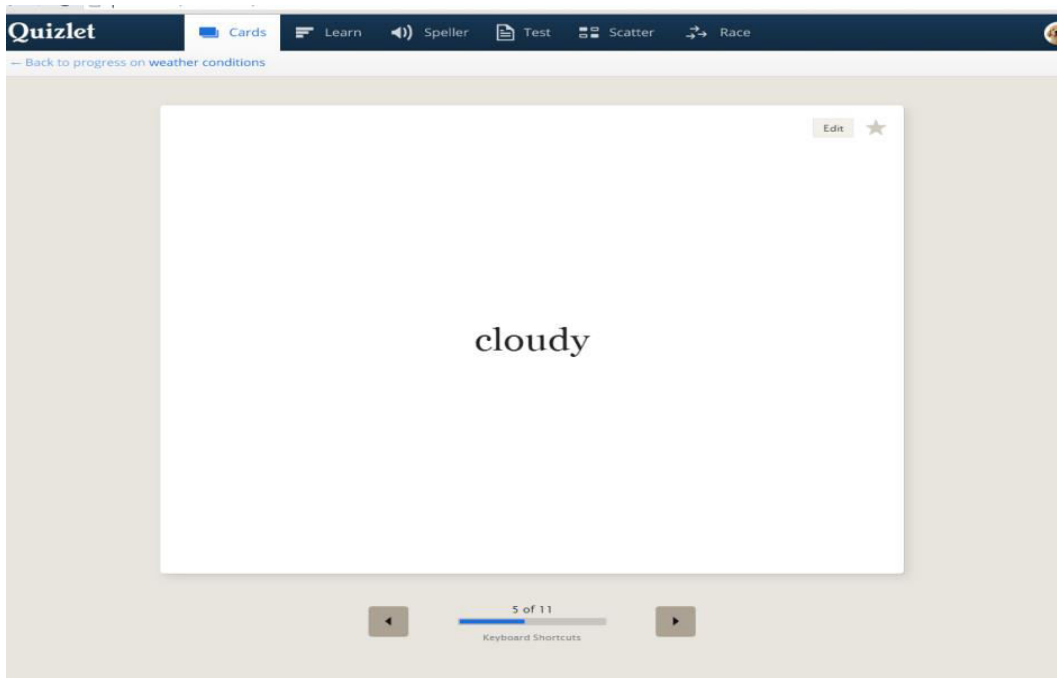 Quizlet Cards Learn Speller Test Scatter Race
← Back to progress on weather conditions
Edit
cloudy
5 of 11
Keyboard Shortcuts